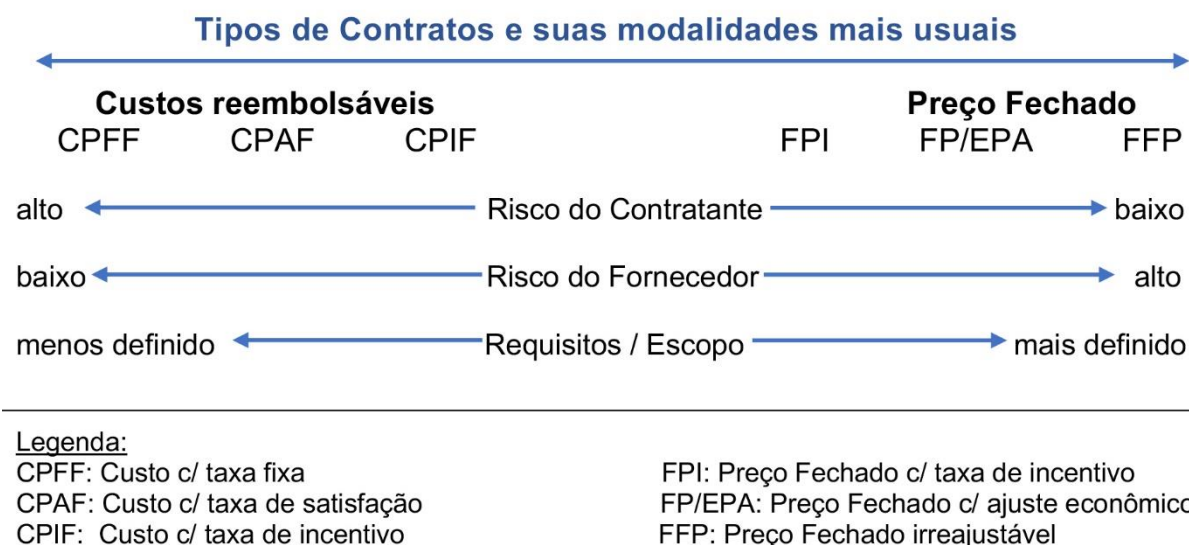 Tipos de Contratos e suas modalidades mais usuais
Custos reembolsáveis Preço Fechado
CPFF CPAF CPIF FPI FP/EPA FFP
alto Risco do Contratante baixo
baixo Risco do Fornecedor alto
menos definido Requisitos / Escopo mais definido
Legenda:
CPFF: Custo c/ taxa fixa FPI: Preço Fechado c/ taxa de incentivo
CPAF: Custo c/ taxa de satisfação FP/EPA: Preço Fechado c/ ajuste econômico
CPIF: Custo c/ taxa de incentivo FFP: Preço Fechado irreajustável